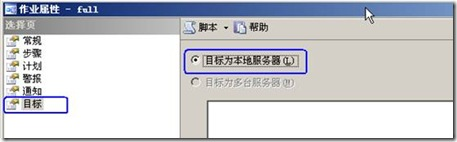 作业属性 - full
选择页
常规
步骤
计划
警报
通知
目标
脚本 帮助
目标为本地服务器(L)
目标为多台服务器(M)